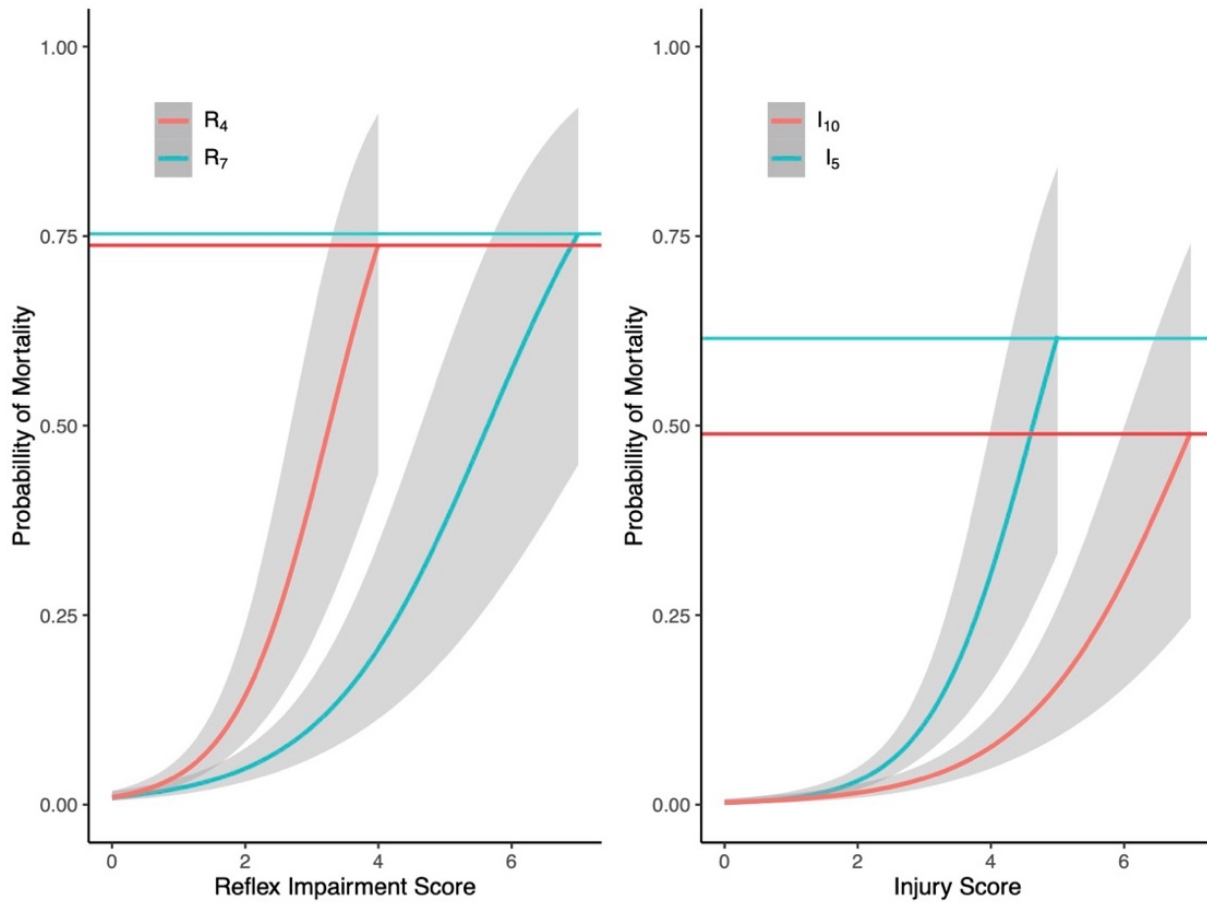 1.00
0.75
0.50
0.25
0.00
Probability of Mortality
R₄
R₇
0
2
4
6
Reflex Impairment Score
1.00
0.75
0.50
0.25
0.00
Probability of Mortality
I₁₀
I₅
0
2
4
6
Injury Score